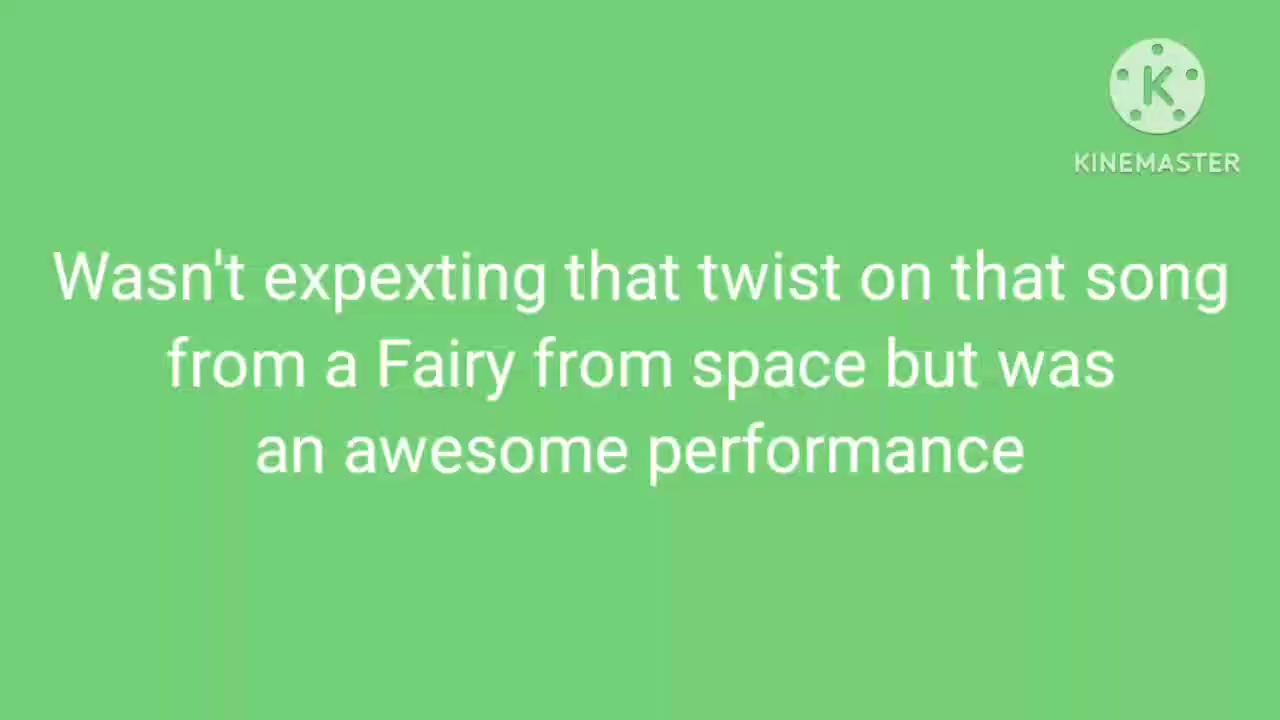 K
KINEMASTER
Wasn't expexting that twist on that song
from a Fairy from space but was
an awesome performance